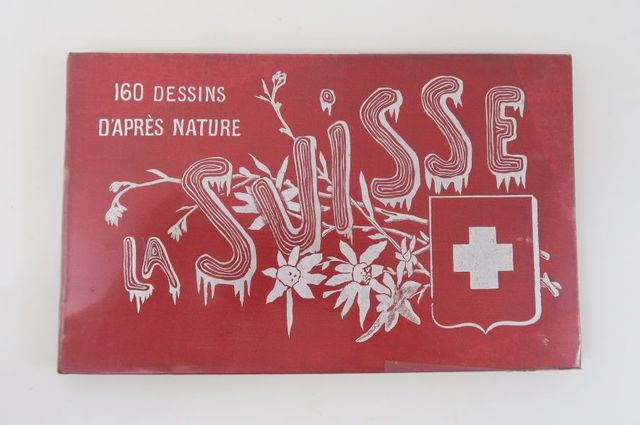 160 DESSINS
D'APRÈS NATURE
LA SUISSE